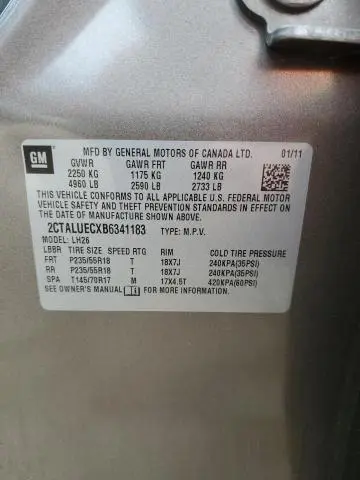 GM
MFD BY GENERAL MOTORS OF CANADA LTD. 01/11
GVWR GAWR FRT GAWR RR
2250 KG 1175 KG 1240 KG
4960 LB 2590 LB 2733 LB
THIS VEHICLE CONFORMS TO ALL APPLICABLE U.S. FEDERAL MOTOR
VEHICLE SAFETY AND THEFT PREVENTION STANDARDS IN EFFECT ON
THE DATE OF MANUFACTURE SHOWN ABOVE.
2CTALUECXB6341183 TYPE: M.P.V.
MODEL: LH26
LBBR TIRE SIZE SPEED RTG RIM COLD TIRE PRESSURE
FRT P235/55R18 T 18X7J 240KPA(35PSI)
RR P235/55R18 T 18X7J 240KPA(35PSI)
SPA T145/70R17 M 17X4.5T 420KPA(60PSI)
SEE OWNER'S MANUAL FOR MORE INFORMATION.